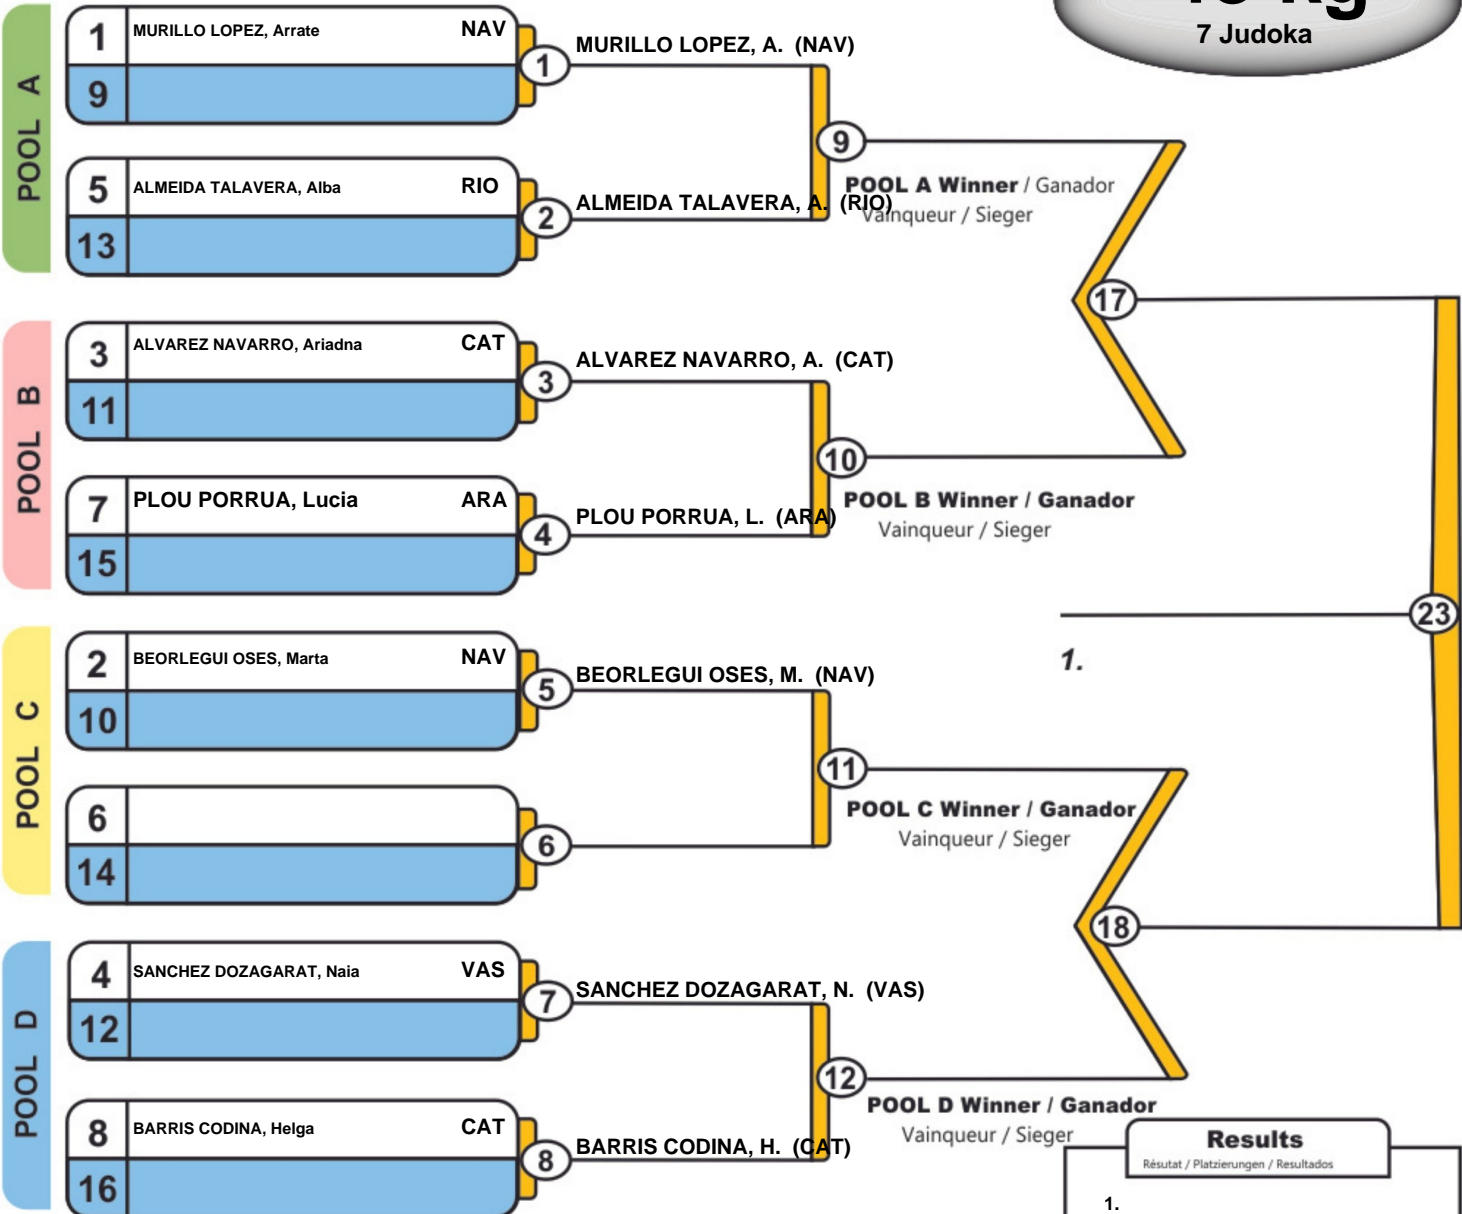 7 Judoka
POOL A
1 MURILLO LOPEZ, Arrate NAV
9
1
MURILLO LOPEZ, A. (NAV)
5 ALMEIDA TALAVERA, Alba RIO
13
2
ALMEIDA TALAVERA, A. (RIO)
9
POOL A Winner / Ganador
Vainqueur / Sieger
POOL B
3 ALVAREZ NAVARRO, Ariadna CAT
11
3
ALVAREZ NAVARRO, A. (CAT)
7 PLOU PORRUA, Lucia ARA
15
4
PLOU PORRUA, L. (ARA)
10
POOL B Winner / Ganador
Vainqueur / Sieger
17
23
1.
POOL C
2 BEORLEGUI OSES, Marta NAV
10
5
BEORLEGUI OSES, M. (NAV)
6
14
6
11
POOL C Winner / Ganador
Vainqueur / Sieger
18
POOL D
4 SANCHEZ DOZAGARAT, Naia VAS
12
7
SANCHEZ DOZAGARAT, N. (VAS)
8 BARRIS CODINA, Helga CAT
16
8
BARRIS CODINA, H. (CAT)
12
POOL D Winner / Ganador
Vainqueur / Sieger
Results
Résutat / Platzierungen / Resultados
1.